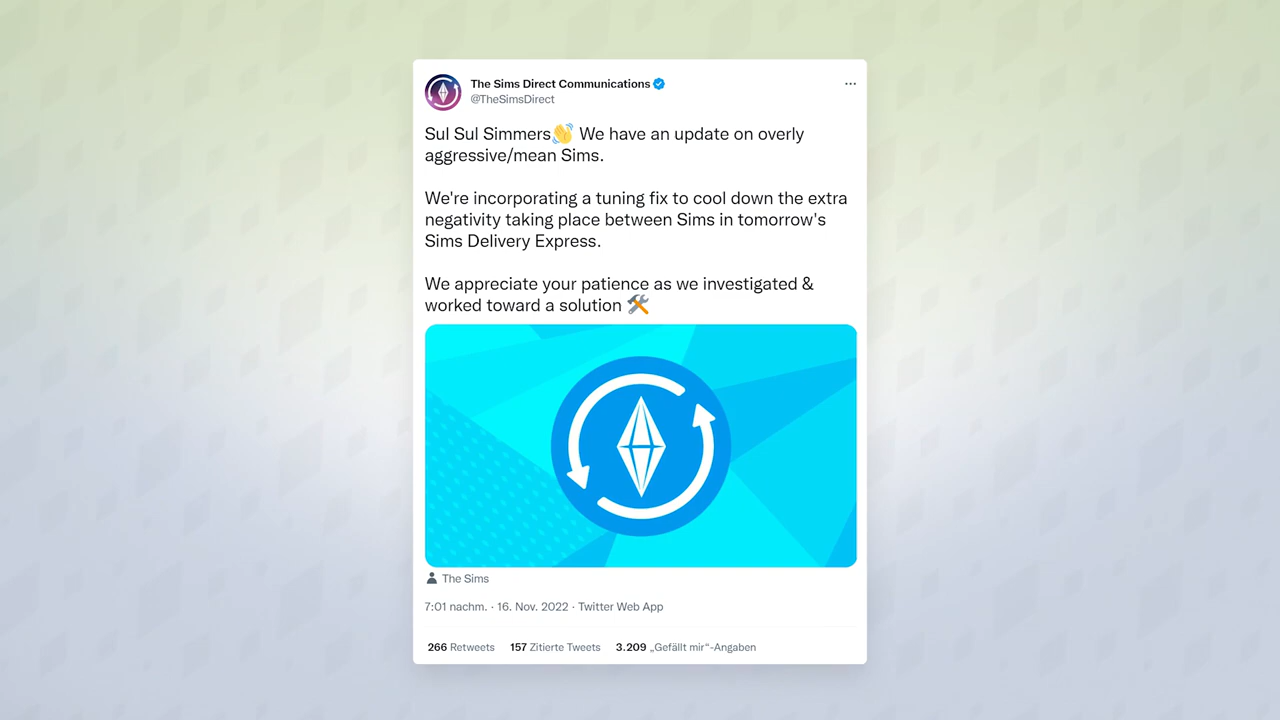 The Sims Direct Communications
@TheSimsDirect
Sul Sul Simmers👋 We have an update on overly
aggressive/mean Sims.
We're incorporating a tuning fix to cool down the extra
negativity taking place between Sims in tomorrow's
Sims Delivery Express.
We appreciate your patience as we investigated &
worked toward a solution 🛠️
The Sims
7:01 nachm. · 16. Nov. 2022 · Twitter Web App
266 Retweets 157 Zitierte Tweets 3.209 „Gefällt mir“-Angaben